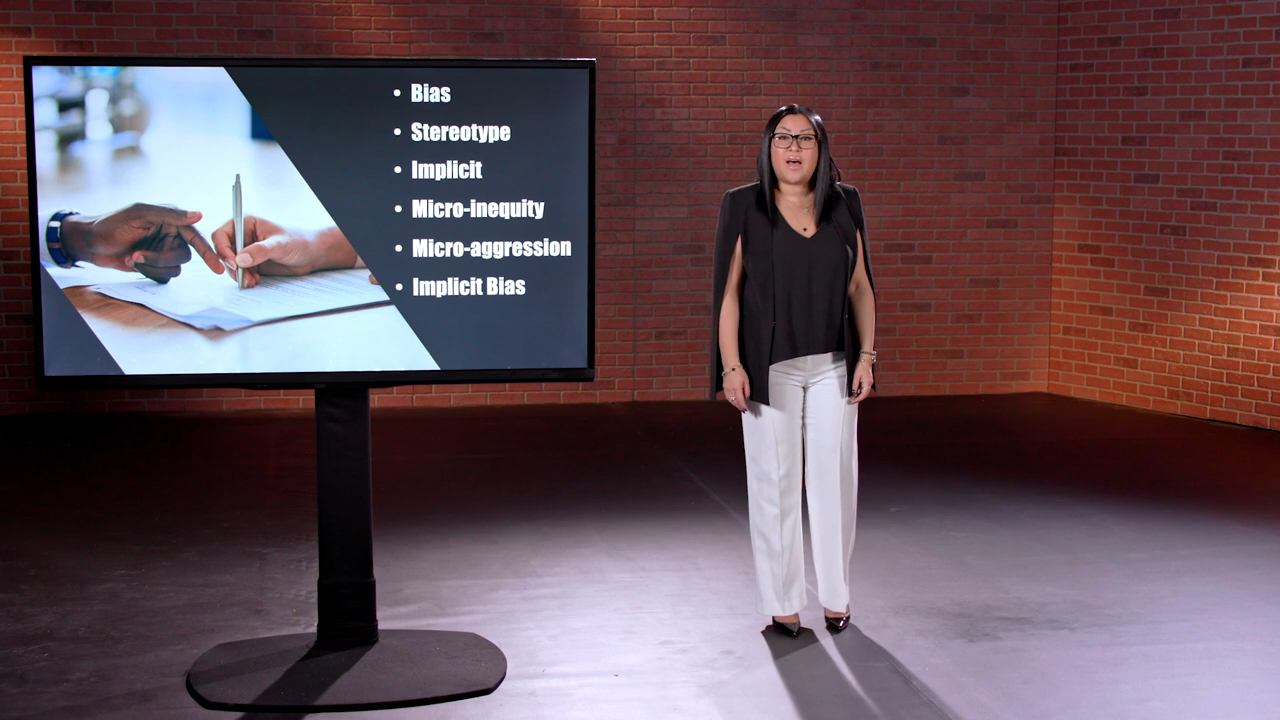 • Bias
• Stereotype
• Implicit
• Micro-inequity
• Micro-aggression
• Implicit Bias